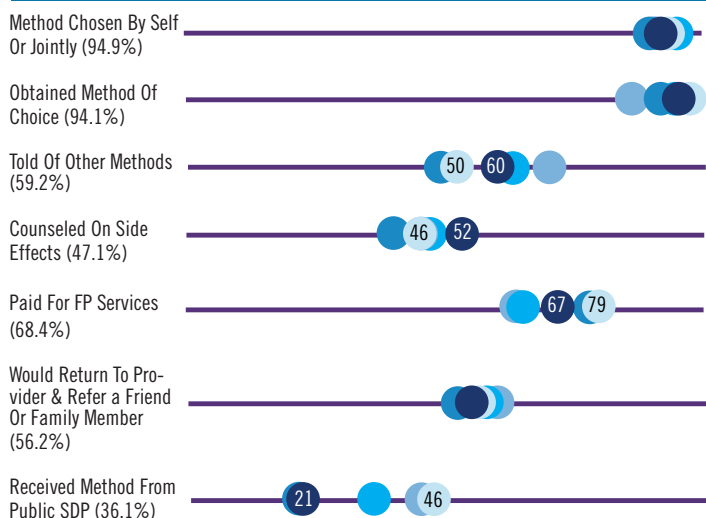 Method Chosen By Self
Or Jointly (94.9%)
Obtained Method Of
Choice (94.1%)
Told Of Other Methods
(59.2%)
50 60
Counseled On Side
Effects (47.1%)
46 52
Paid For FP Services
(68.4%)
67 79
Would Return To Pro-
vider & Refer a Friend
Or Family Member
(56.2%)
Received Method From
Public SDP (36.1%)
21 46